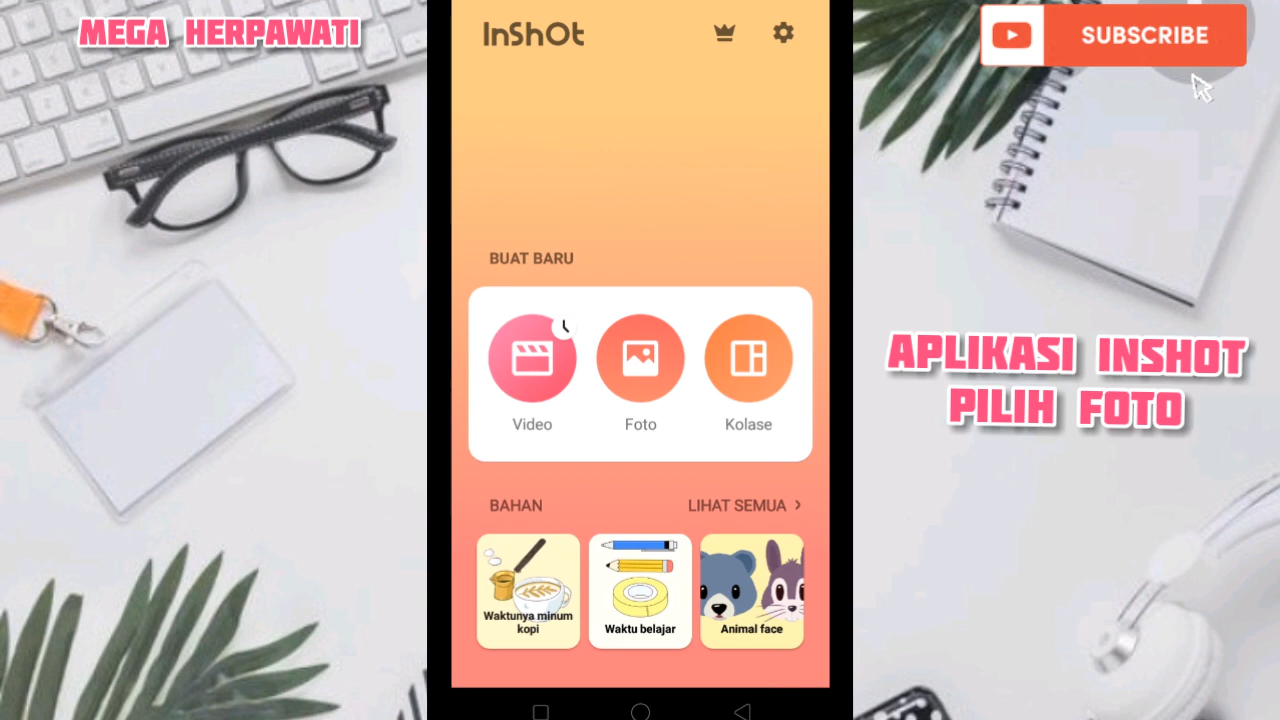 MEGA HERPAWATI
InShOt
SUBSCRIBE
BUAT BARU
Video
Foto
Kolase
APLIKASI INSHOT
PILIH FOTO
BAHAN
LIHAT SEMUA >
Waktunya minum
kopi
Waktu belajar
Animal face